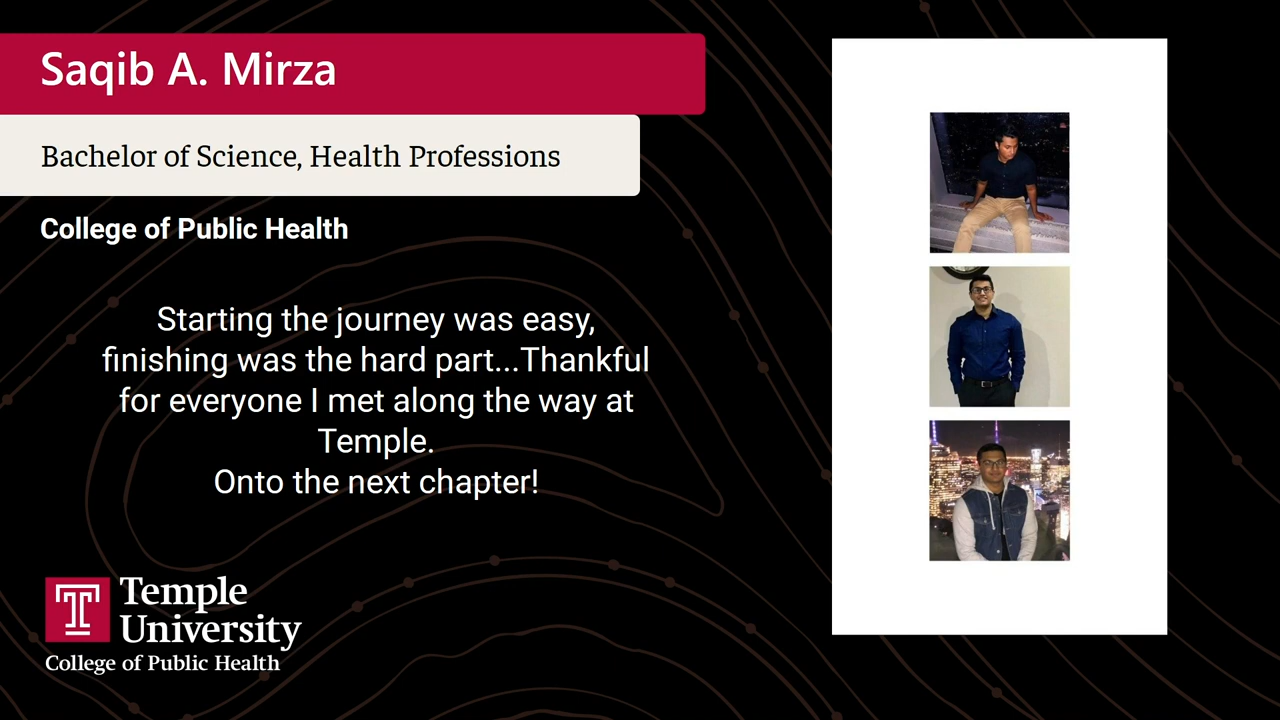 Saqib A. Mirza
Bachelor of Science, Health Professions
College of Public Health
Starting the journey was easy,
finishing was the hard part...Thankful
for everyone I met along the way at
Temple.
Onto the next chapter!
Temple
University
College of Public Health